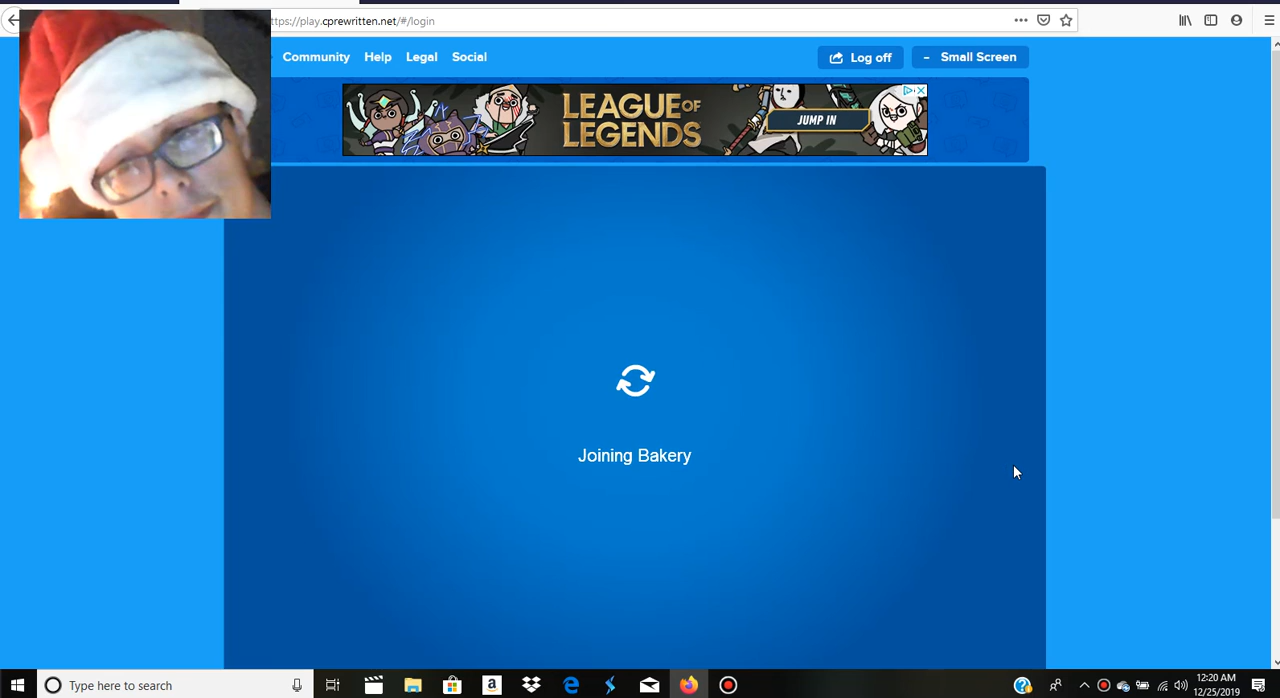 ttps://play.cprewritten.net/#/login
Community Help Legal Social Log off - Small Screen
LEAGUE OF
LEGENDS
JUMP IN
Joining Bakery
12:20 AM
Type here to search
12/25/2019